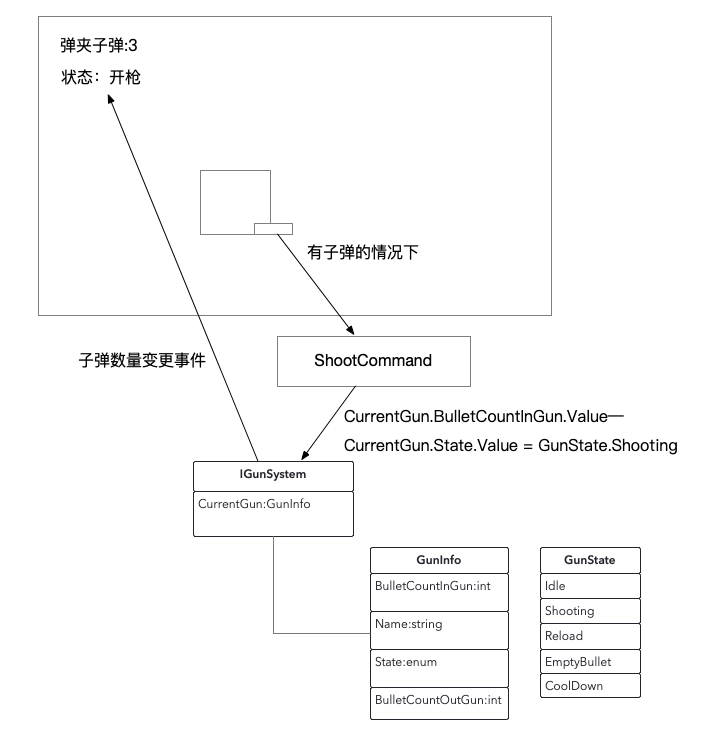 弹夹子弹:3
状态：开枪
有子弹的情况下
子弹数量变更事件
ShootCommand
CurrentGun.BulletCountInGun.Value—
CurrentGun.State.Value = GunState.Shooting
IGunSystem
CurrentGun:GunInfo
GunInfo
BulletCountInGun:int
Name:string
State:enum
BulletCountOutGun:int
GunState
Idle
Shooting
Reload
EmptyBullet
CoolDown